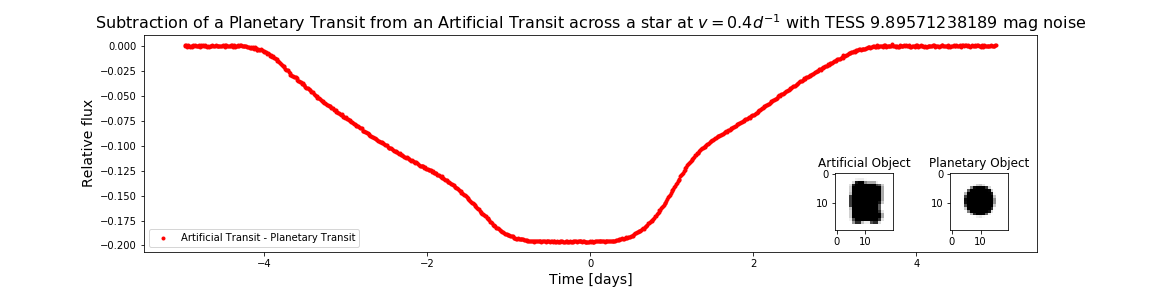 Subtraction of a Planetary Transit from an Artificial Transit across a star at v = 0.4d⁻¹ with TESS 9.89571238189 mag noise
Relative flux
0.000
−0.025
−0.050
−0.075
−0.100
−0.125
−0.150
−0.175
−0.200
Artificial Transit - Planetary Transit
Artificial Object
0
10
0 10
Planetary Object
0
10
0 10
−4 −2 0 2 4
Time [days]